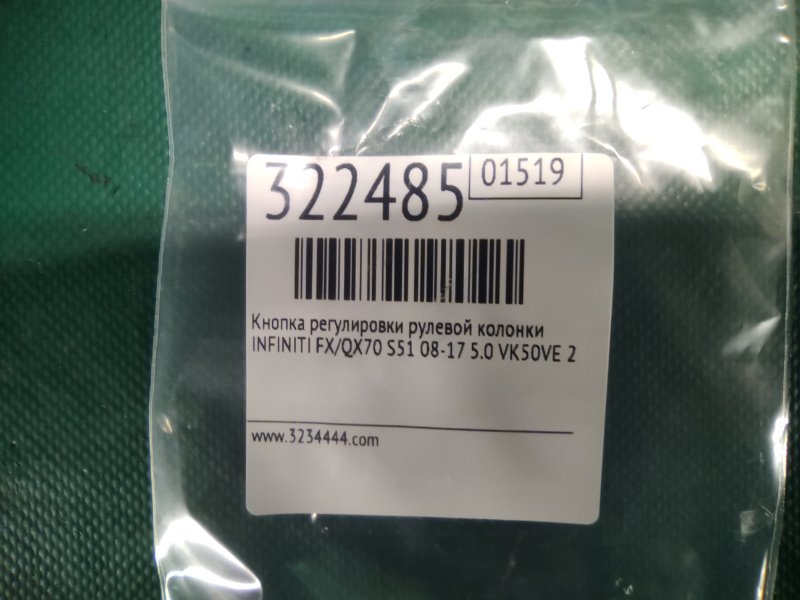 322485
01519
Кнопка регулировки рулевой колонки
INFINITI FX/QX70 S51 08-17 5.0 VK50VE 2
www.3234444.com